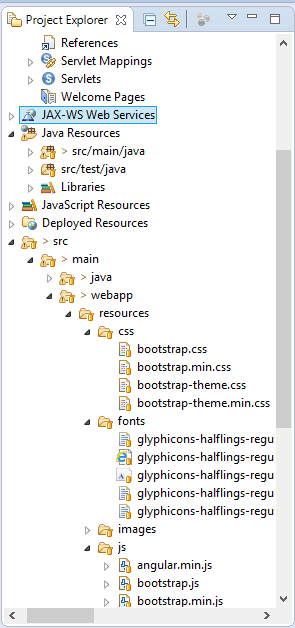 Project Explorer
References
Servlet Mappings
Servlets
Welcome Pages
JAX-WS Web Services
Java Resources
> src/main/java
src/test/java
Libraries
JavaScript Resources
Deployed Resources
> src
> main
> java
> webapp
resources
css
bootstrap.css
bootstrap.min.css
bootstrap-theme.css
bootstrap-theme.min.css
fonts
glyphicons-halflings-regu
glyphicons-halflings-regu
glyphicons-halflings-regu
glyphicons-halflings-regu
images
js
angular.min.js
bootstrap.js
bootstrap.min.js